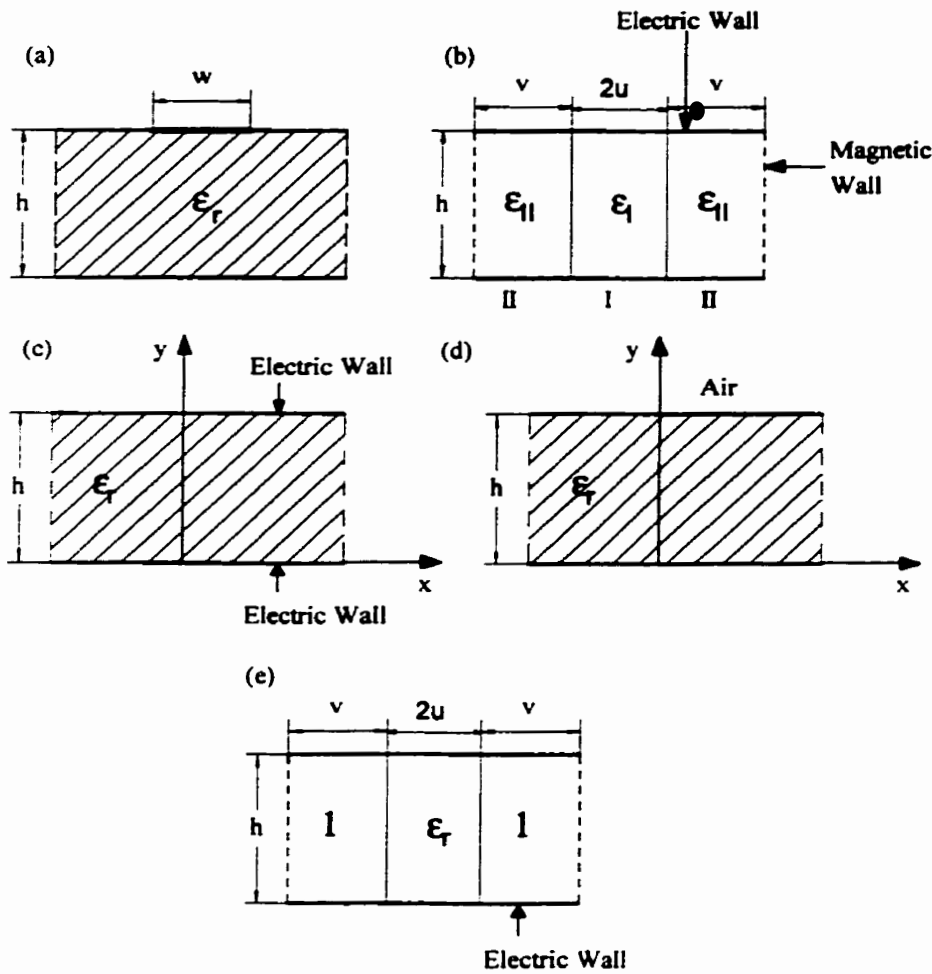 (a)
w
h
εr
(b)
Electric Wall
v
2u
v
Magnetic
Wall
h
εII
εI
εII
II
I
II
(c)
y
Electric Wall
h
εr
x
Electric Wall
(d)
y
Air
h
εr
x
(e)
v
2u
v
h
1
εr
1
Electric Wall